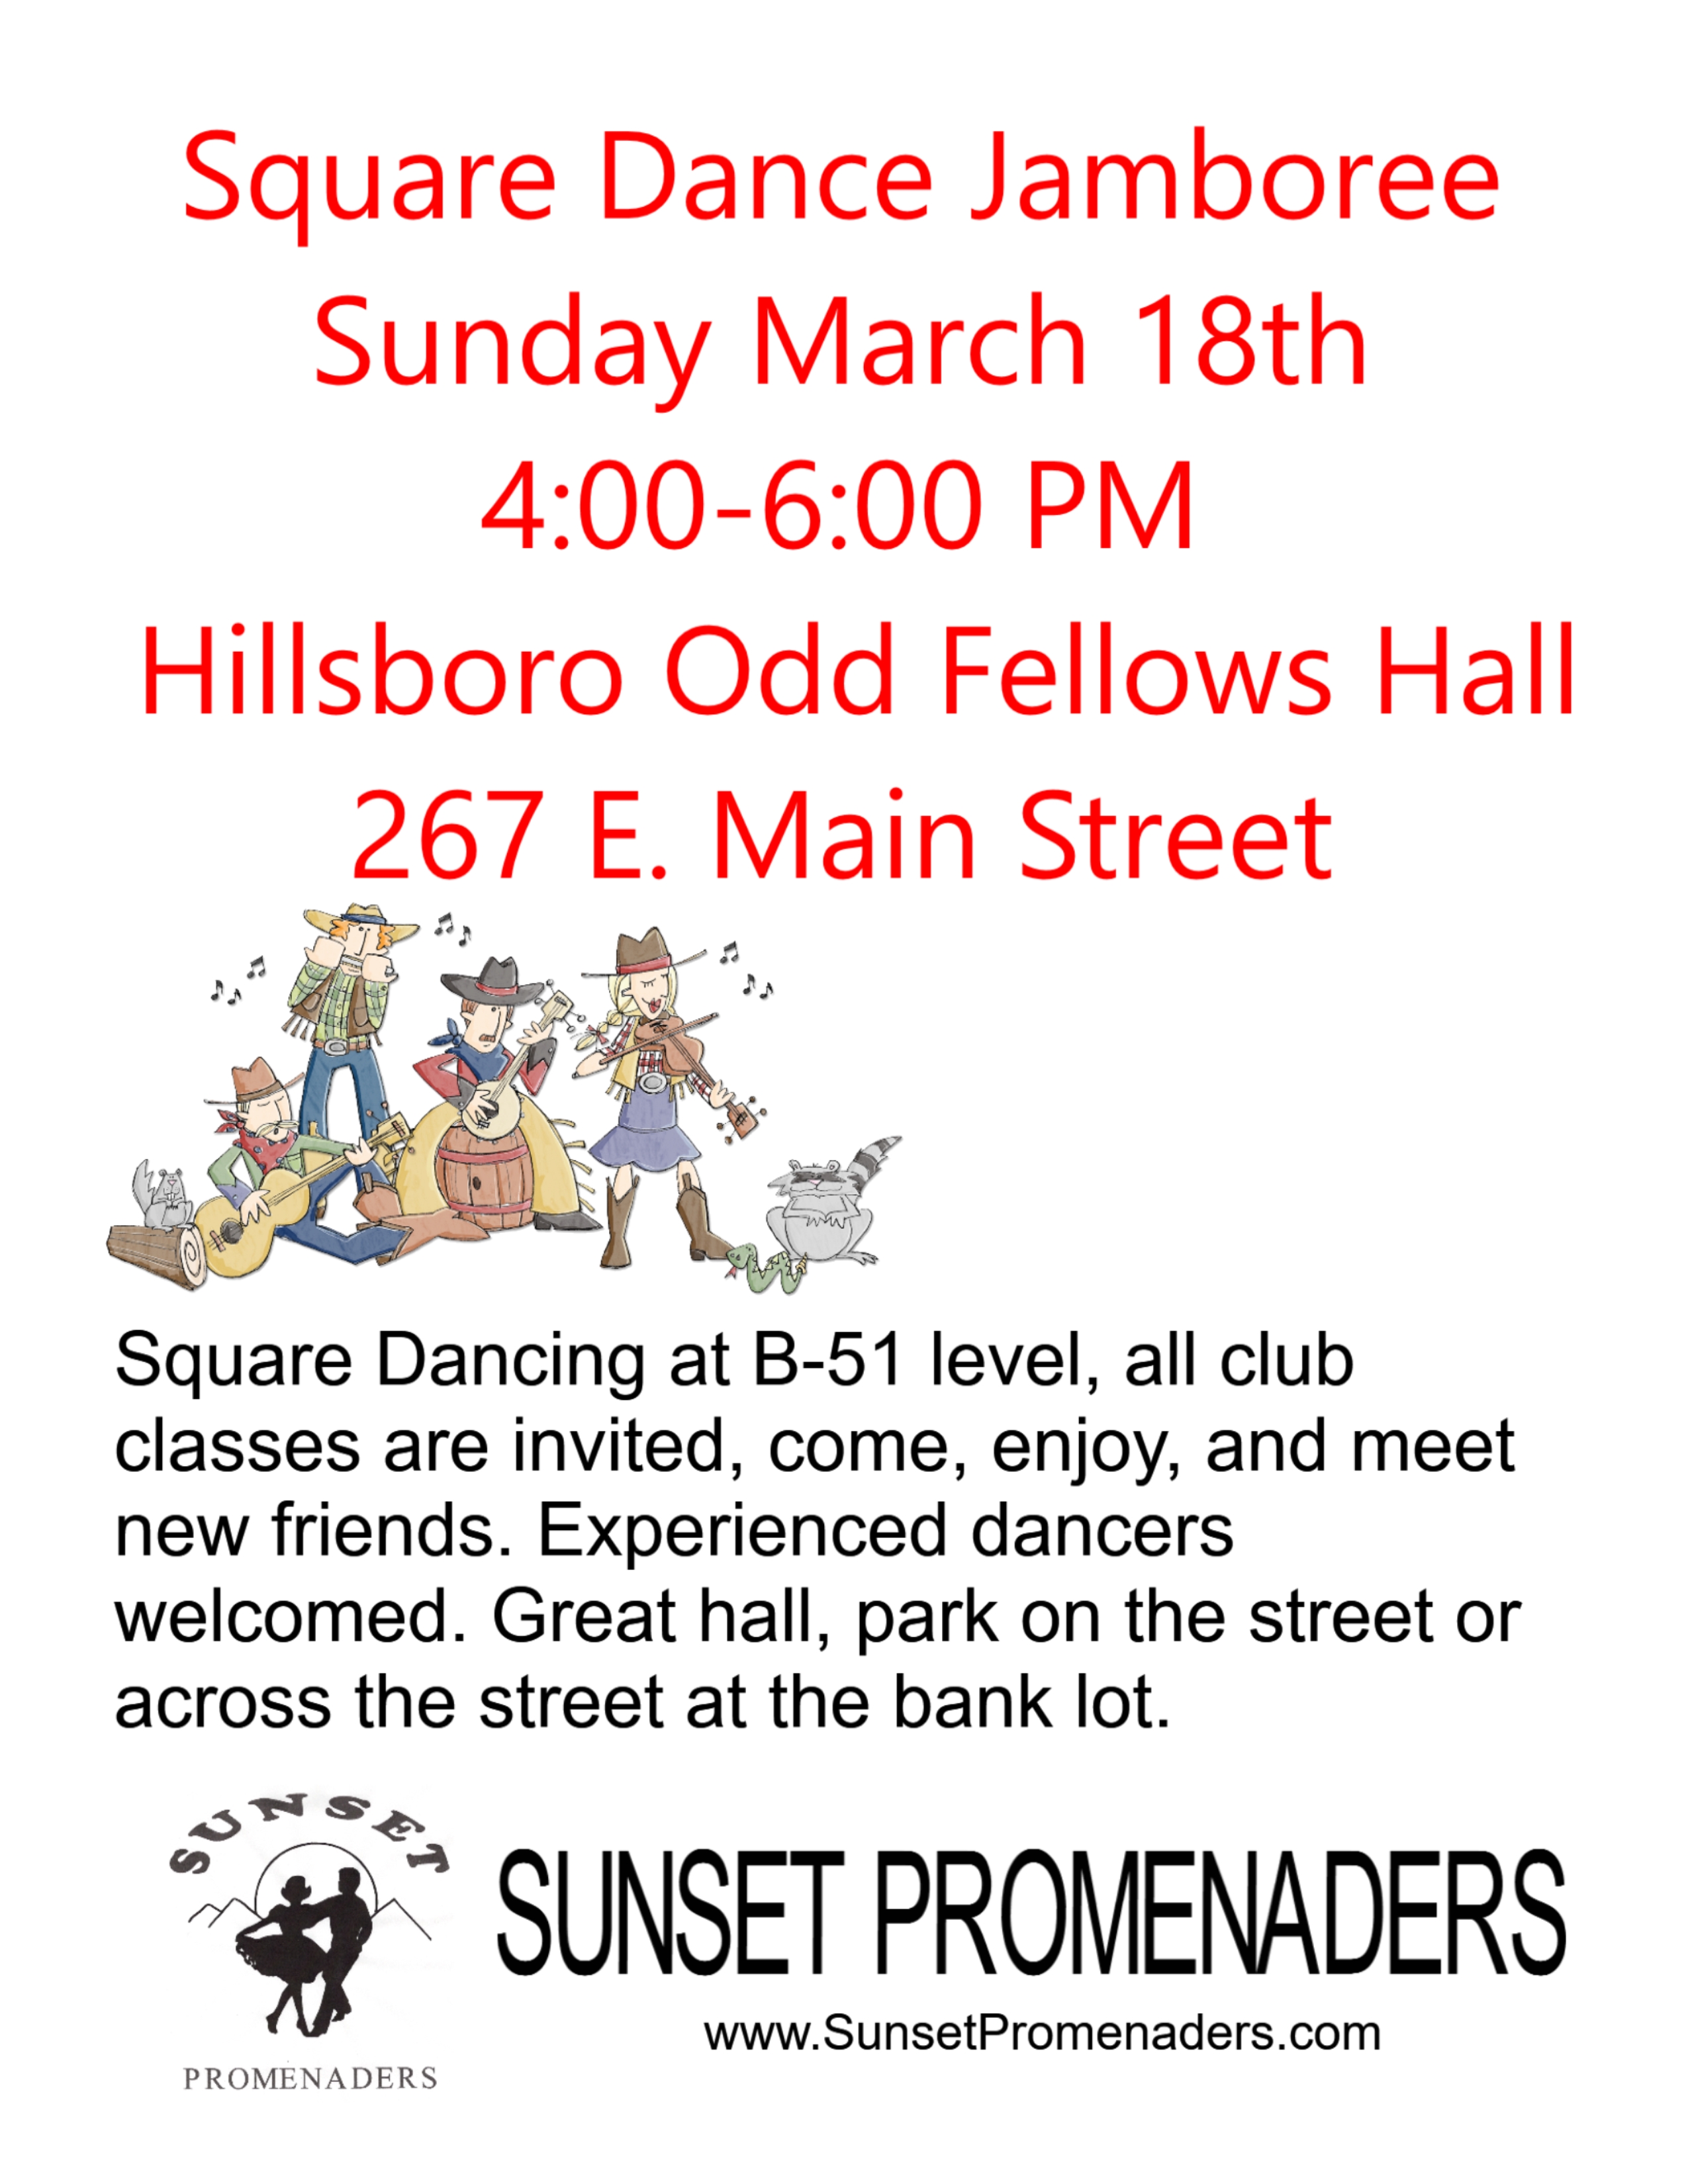 Square Dance Jamboree
Sunday March 18th
4:00-6:00 PM
Hillsboro Odd Fellows Hall
267 E. Main Street
Square Dancing at B-51 level, all club
classes are invited, come, enjoy, and meet
new friends. Experienced dancers
welcomed. Great hall, park on the street or
across the street at the bank lot.
SUNSET
PROMENADERS
SUNSET PROMENADERS
www.SunsetPromenaders.com